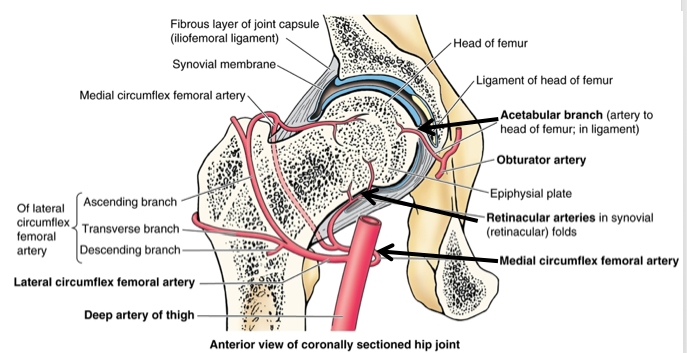 Fibrous layer of joint capsule
(iliofemoral ligament)
Synovial membrane
Medial circumflex femoral artery
Head of femur
Ligament of head of femur
Acetabular branch (artery to
head of femur; in ligament)
Obturator artery
Epiphysial plate
Retinacular arteries in synovial
(retinacular) folds
Medial circumflex femoral artery
Of lateral
circumflex
femoral
artery
Ascending branch
Transverse branch
Descending branch
Lateral circumflex femoral artery
Deep artery of thigh
Anterior view of coronally sectioned hip joint